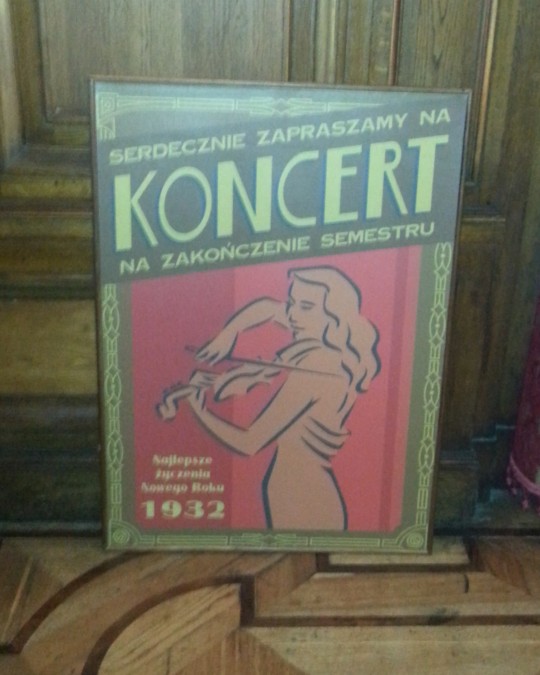 SERDECZNIE ZAPRASZAMY NA
KONCERT
NA ZAKOŃCZENIE SEMESTRU
Najlepsze
życzenia
Nowego Roku
1932